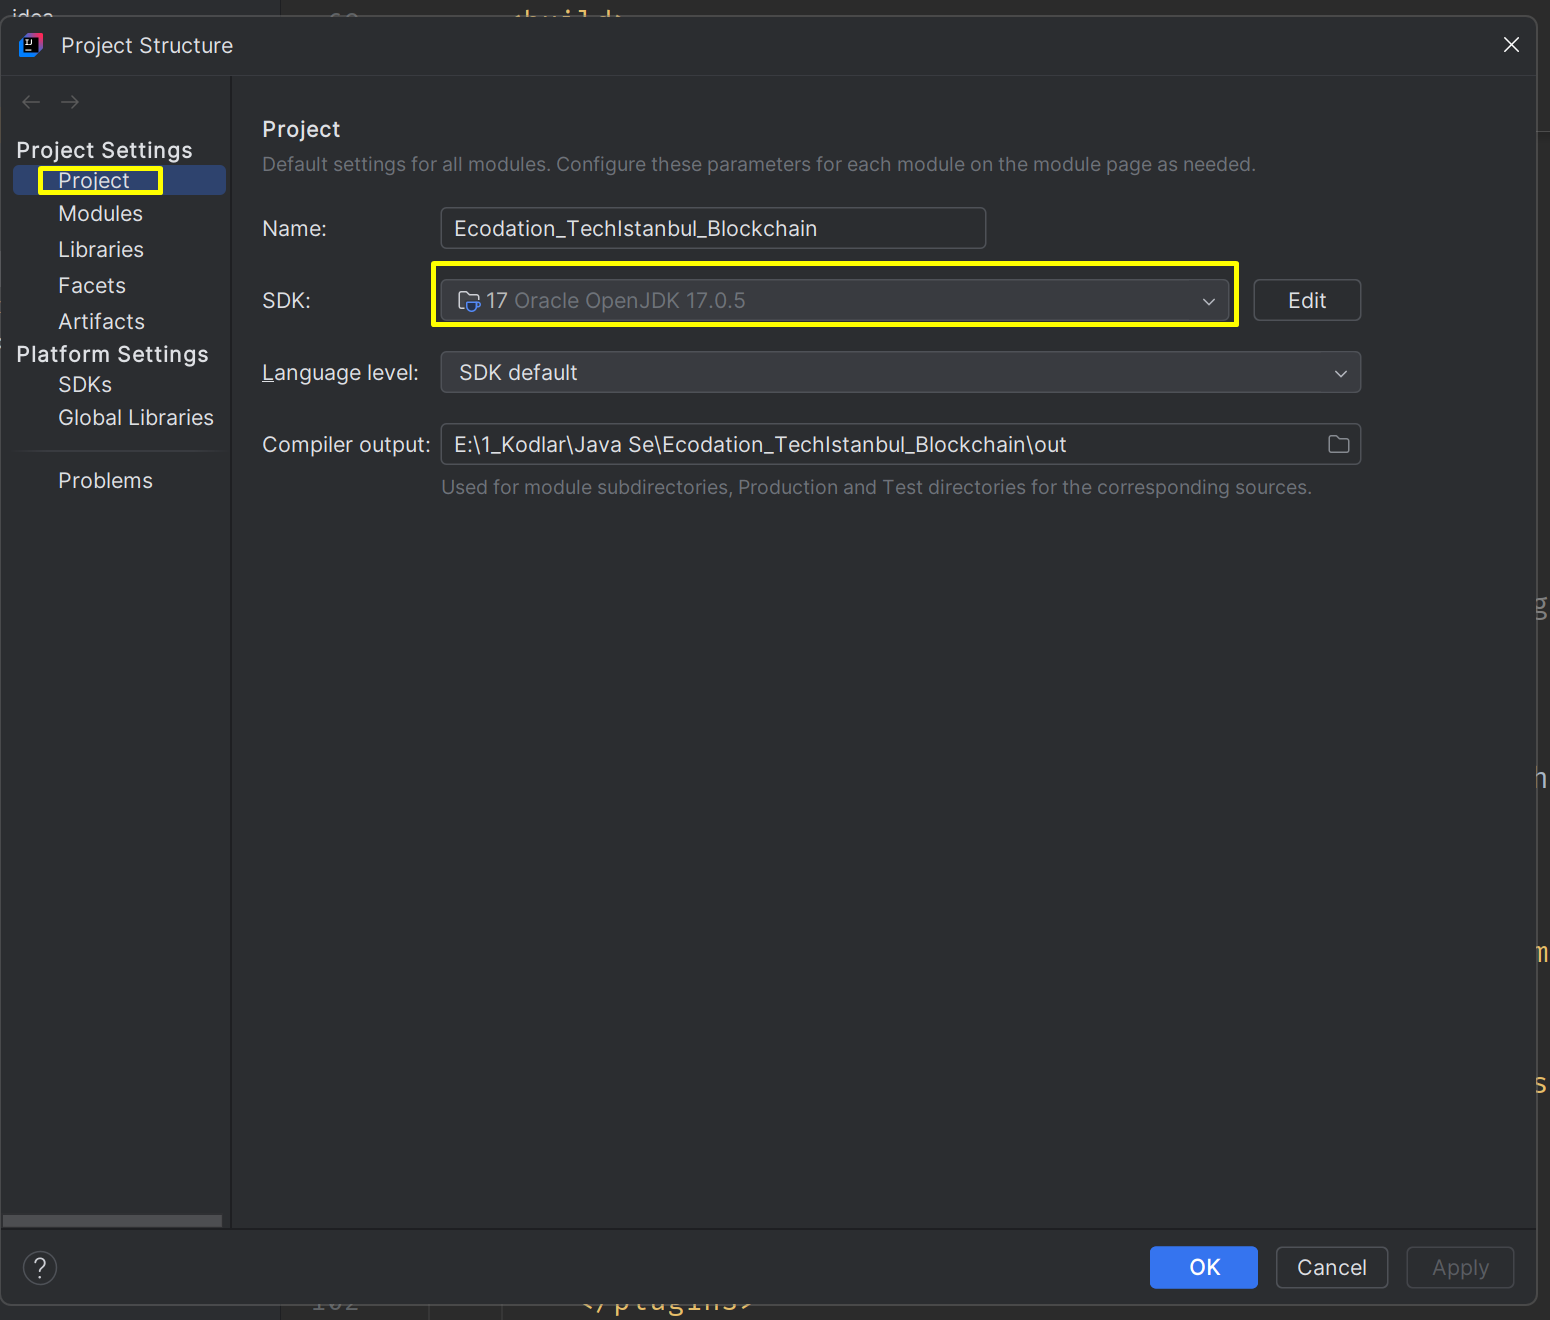 Project Structure
Project Settings
Project
Modules
Libraries
Facets
Artifacts
Platform Settings
SDKs
Global Libraries
Problems
Project
Default settings for all modules. Configure these parameters for each module on the module page as needed.
Name: Ecodation_TechIstanbul_Blockchain
SDK: 17 Oracle OpenJDK 17.0.5 Edit
Language level: SDK default
Compiler output: E:\1_Kodlar\Java Se\Ecodation_TechIstanbul_Blockchain\out
Used for module subdirectories, Production and Test directories for the corresponding sources.
? OK Cancel Apply